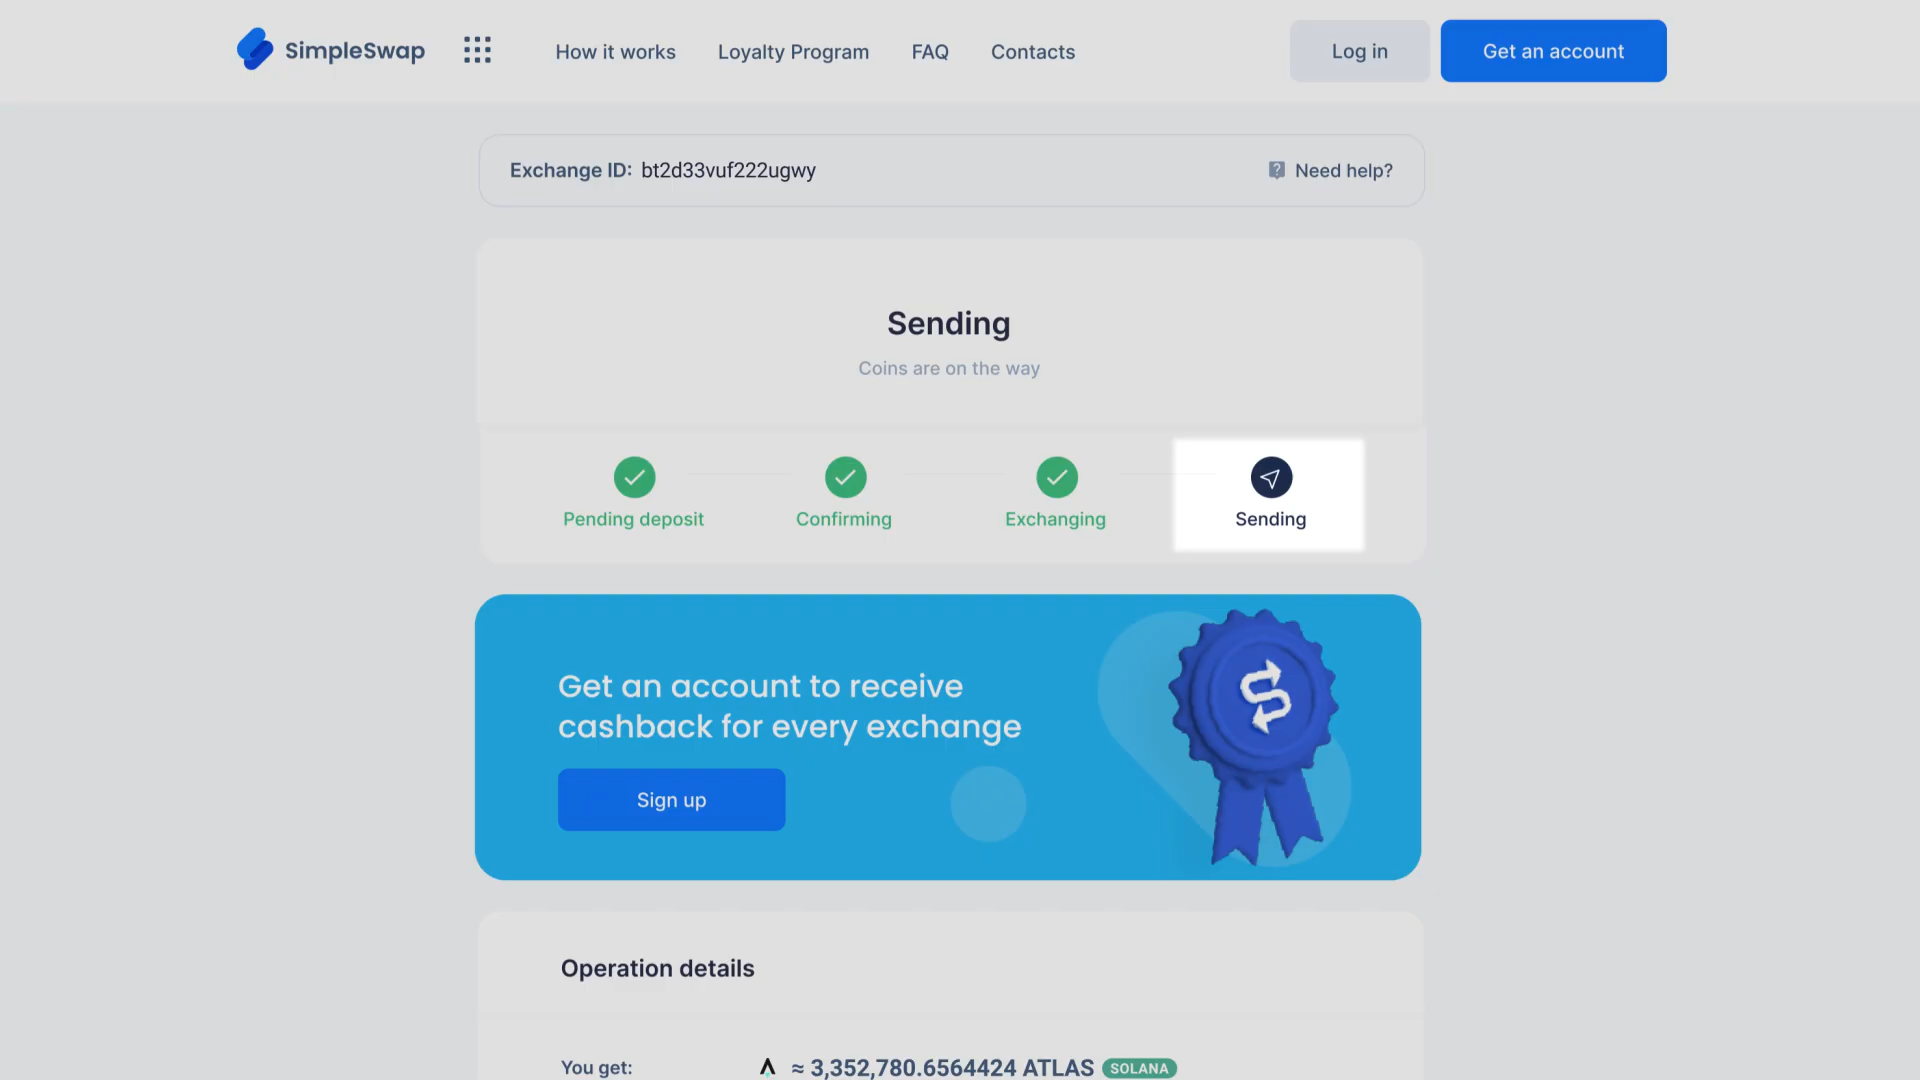 SimpleSwap How it works Loyalty Program FAQ Contacts Log in Get an account
Exchange ID: bt2d33vuf222ugwy Need help?
Sending
Coins are on the way
Pending deposit Confirming Exchanging Sending
Get an account to receive
cashback for every exchange
Sign up
Operation details
You get: ≈ 3,352,780.6564424 ATLAS SOLANA